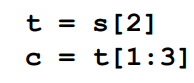 t = s[2]
c = t[1:3]